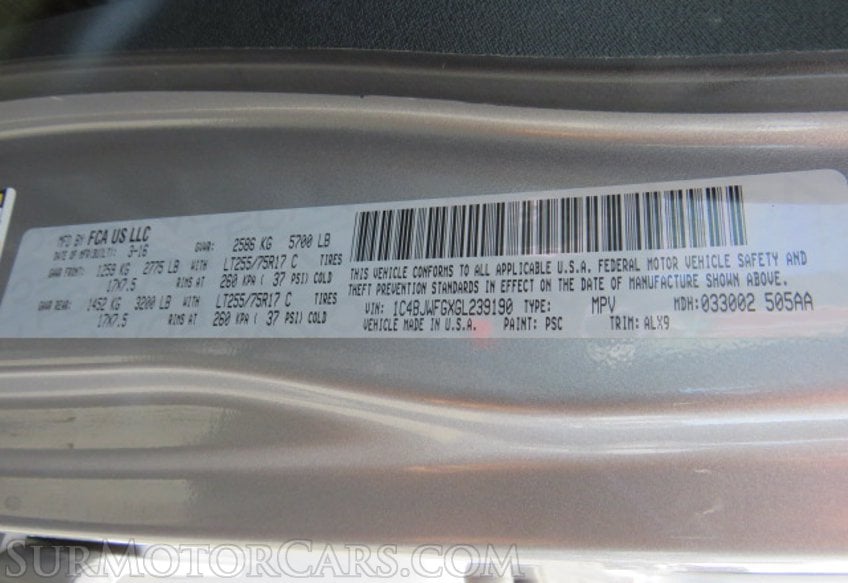 MFD BY FCA US LLC
DATE OF MFR(BUILT): 3-16 GVWR: 2586 KG 5700 LB
GAWR FRONT: 1259 KG 2775 LB WITH LT255/75R17 C TIRES
17X7.5 RIMS AT 260 KPA ( 37 PSI) COLD
GAWR REAR: 1452 KG 3200 LB WITH LT255/75R17 C TIRES
17X7.5 RIMS AT 260 KPA ( 37 PSI) COLD
THIS VEHICLE CONFORMS TO ALL APPLICABLE U.S.A. FEDERAL MOTOR VEHICLE SAFETY AND
THEFT PREVENTION STANDARDS IN EFFECT ON THE DATE OF MANUFACTURE SHOWN ABOVE.
VIN: 1C4BJWFGXGL239190 TYPE: MPV MDH:033002 505AA
VEHICLE MADE IN U.S.A. PAINT: PSC TRIM: ALX9
SURMOTORCARS.COM